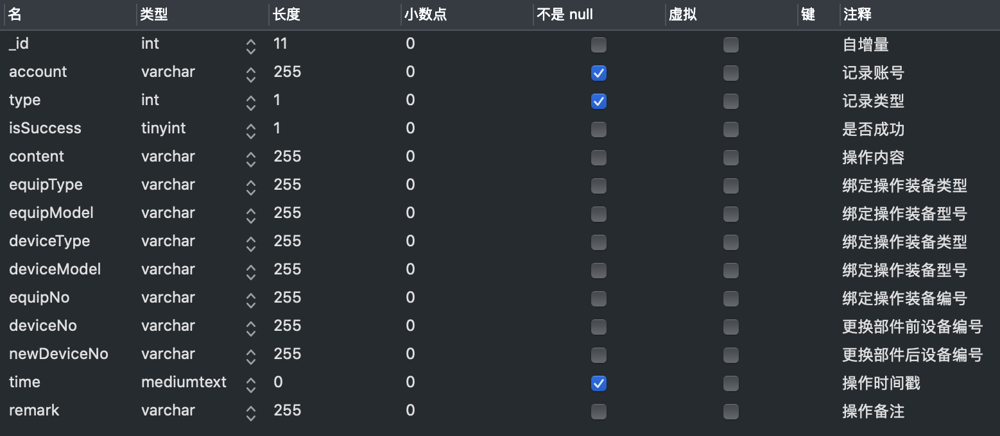 名 类型 长度 小数点 不是 null 虚拟 键 注释
_id int 11 0 自增量
account varchar 255 0 记录账号
type int 1 0 记录类型
isSuccess tinyint 1 0 是否成功
content varchar 255 0 操作内容
equipType varchar 255 0 绑定操作装备类型
equipModel varchar 255 0 绑定操作装备型号
deviceType varchar 255 0 绑定操作装备类型
deviceModel varchar 255 0 绑定操作装备型号
equipNo varchar 255 0 绑定操作装备编号
deviceNo varchar 255 0 更换部件前设备编号
newDeviceNo varchar 255 0 更换部件后设备编号
time mediumtext 0 0 操作时间戳
remark varchar 255 0 操作备注